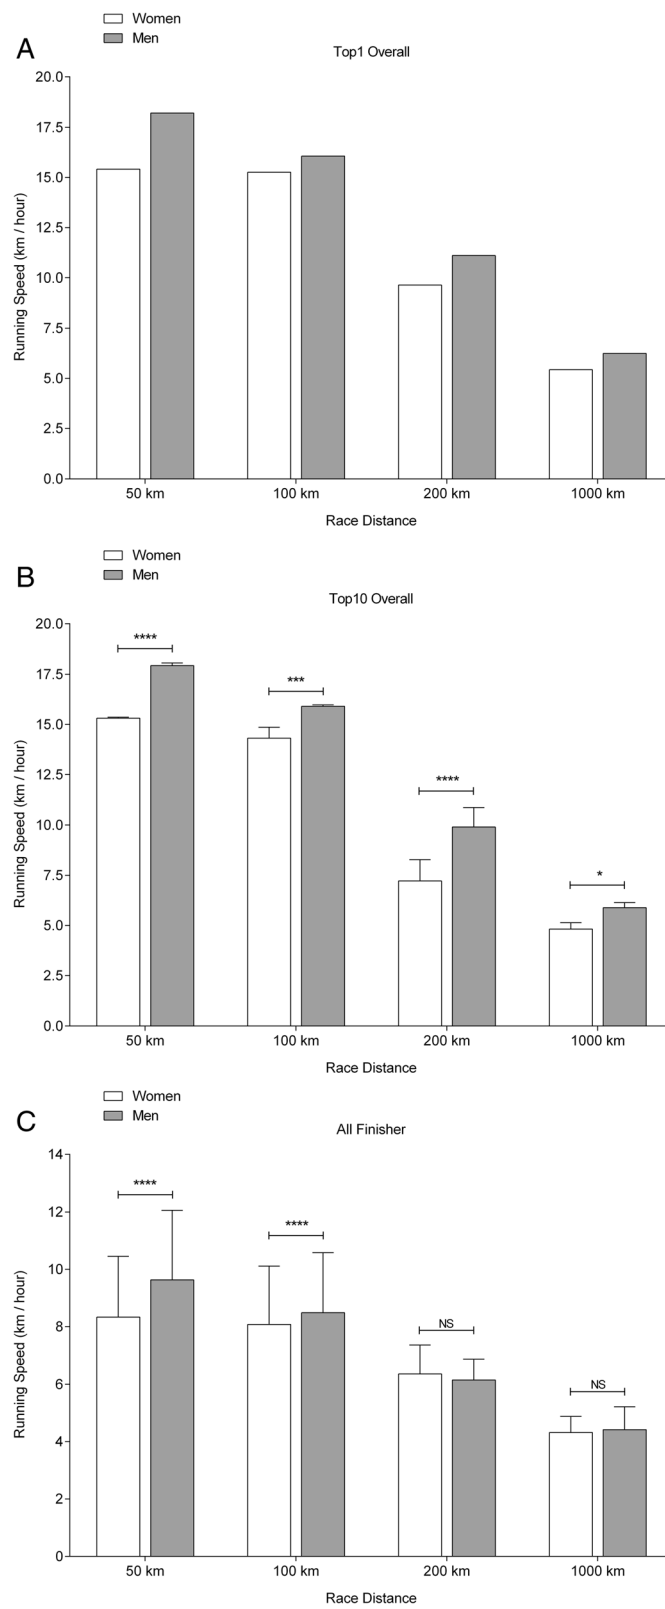 Women
Men
A
Top1 Overall
20.0
17.5
15.0
12.5
10.0
7.5
5.0
2.5
0.0
Running Speed (km / hour)
50 km 100 km 200 km 1000 km
Race Distance
Women
Men
B
Top10 Overall
20.0
17.5
15.0
12.5
10.0
7.5
5.0
2.5
0.0
Running Speed (km / hour)
**** *** **** *
50 km 100 km 200 km 1000 km
Race Distance
Women
Men
C
All Finisher
14
12
10
8
6
4
2
0
Running Speed (km / hour)
**** **** NS NS
50 km 100 km 200 km 1000 km
Race Distance